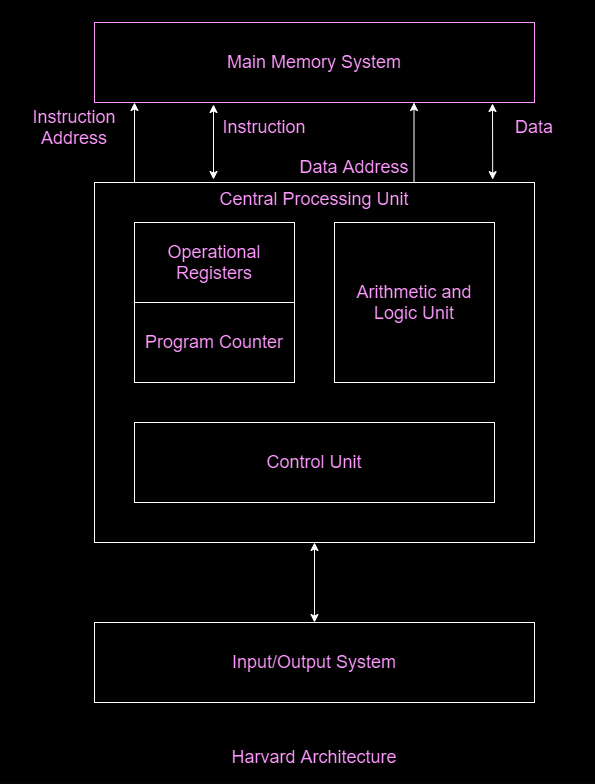 Main Memory System
Instruction
Address
Instruction
Data
Data Address
Central Processing Unit
Operational
Registers
Arithmetic and
Logic Unit
Program Counter
Control Unit
Input/Output System
Harvard Architecture